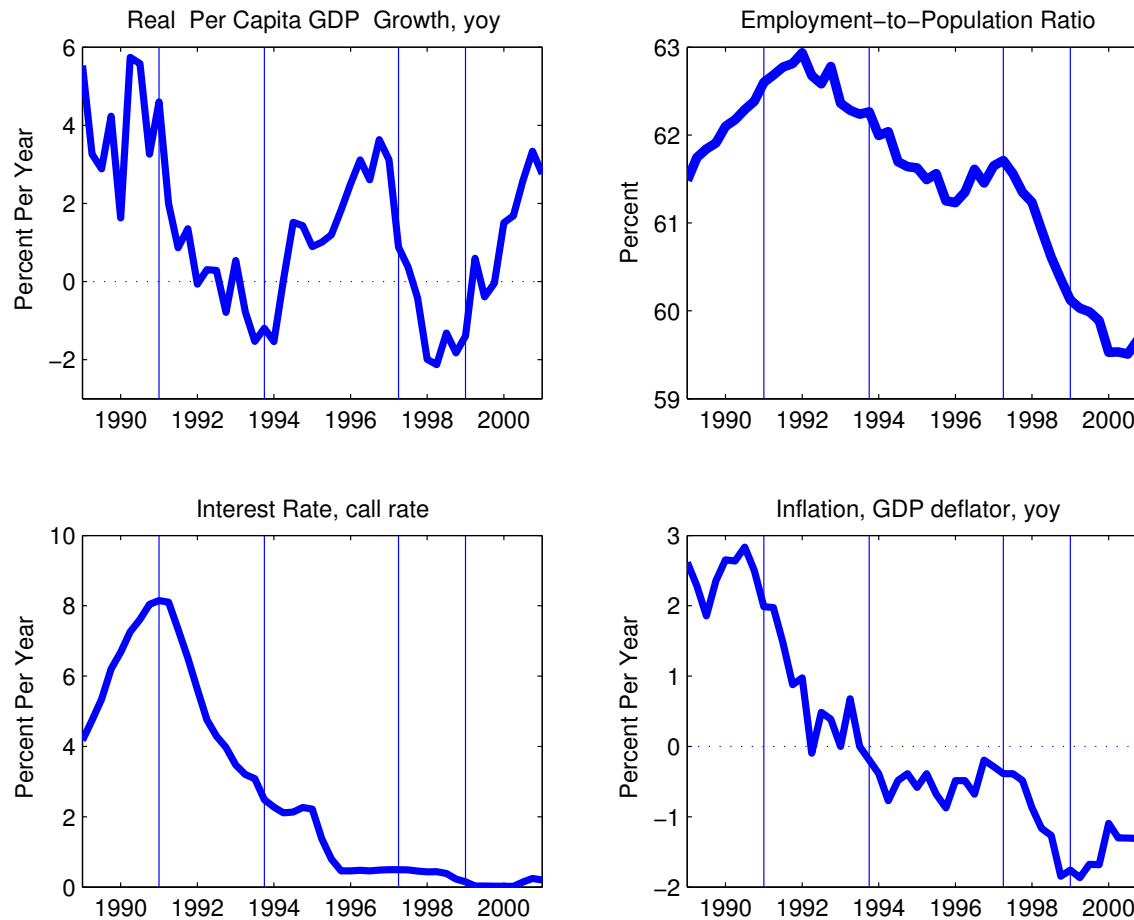 Real Per Capita GDP Growth, yoy
Percent Per Year
6
4
2
0
−2
1990 1992 1994 1996 1998 2000
Employment−to−Population Ratio
Percent
63
62
61
60
59
1990 1992 1994 1996 1998 2000
Interest Rate, call rate
Percent Per Year
10
8
6
4
2
0
1990 1992 1994 1996 1998 2000
Inflation, GDP deflator, yoy
Percent Per Year
3
2
1
0
−1
−2
1990 1992 1994 1996 1998 2000